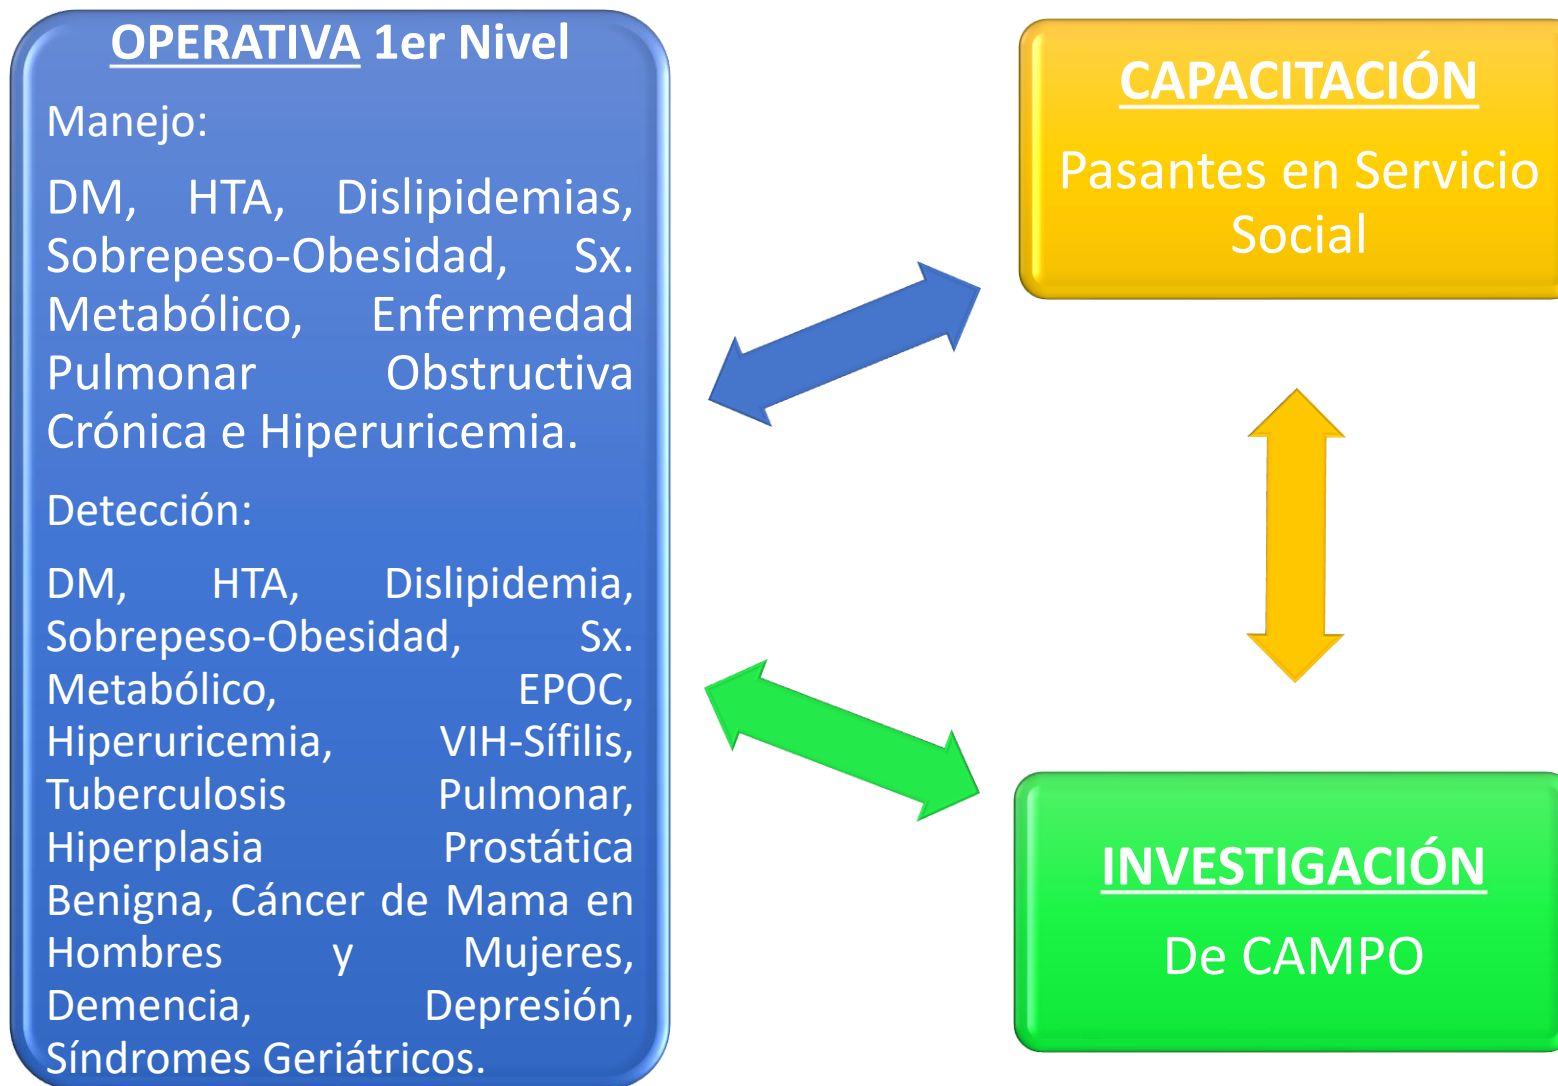 OPERATIVA 1er Nivel
Manejo:
DM, HTA, Dislipidemias,
Sobrepeso-Obesidad, Sx.
Metabólico, Enfermedad
Pulmonar Obstructiva
Crónica e Hiperuricemia.
Detección:
DM, HTA, Dislipidemia,
Sobrepeso-Obesidad, Sx.
Metabólico, EPOC,
Hiperuricemia, VIH-Sífilis,
Tuberculosis Pulmonar,
Hiperplasia Prostática
Benigna, Cáncer de Mama en
Hombres y Mujeres,
Demencia, Depresión,
Síndromes Geriátricos.
CAPACITACIÓN
Pasantes en Servicio
Social
INVESTIGACIÓN
De CAMPO